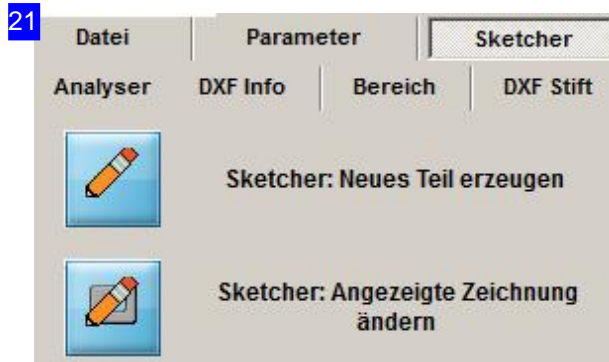 21
Datei Parameter Sketcher
Analyser DXF Info Bereich DXF Stift
Sketcher: Neues Teil erzeugen
Sketcher: Angezeigte Zeichnung
ändern